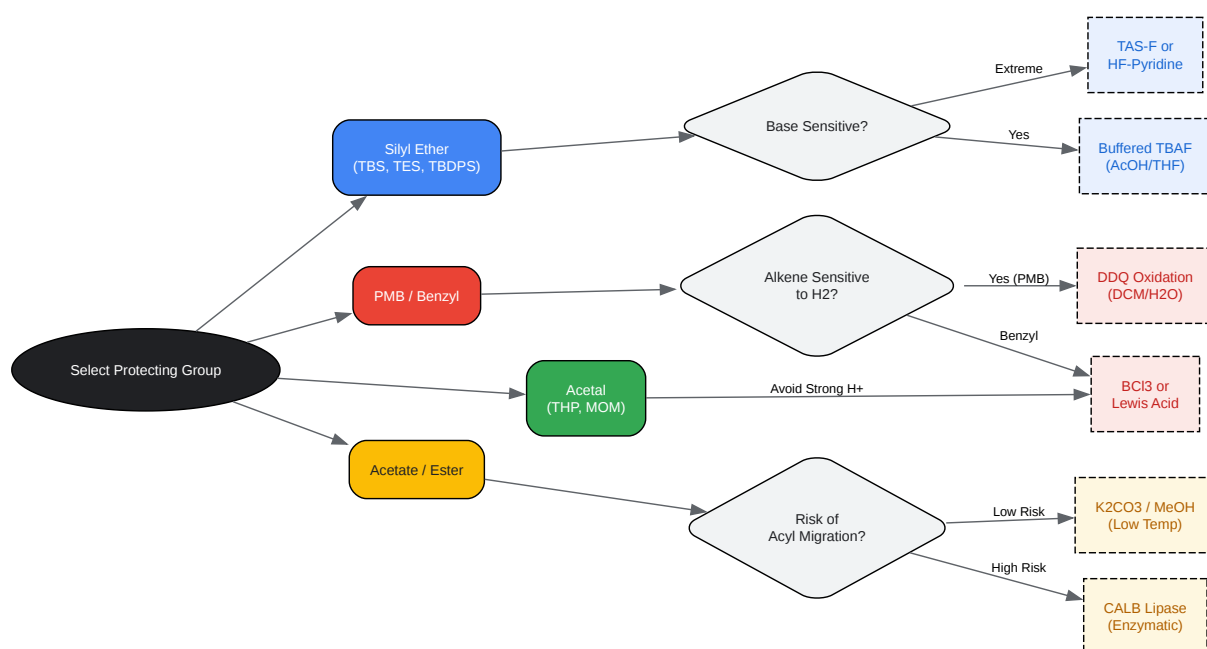 Select Protecting Group
Silyl Ether
(TBS, TES, TBDPS)
Base Sensitive?
Extreme
TAS-F or
HF-Pyridine
Yes
Buffered TBAF
(AcOH/THF)
PMB / Benzyl
Alkene Sensitive
to H2?
Yes (PMB)
DDQ Oxidation
(DCM/H2O)
Benzyl
BCl3 or
Lewis Acid
Acetal
(THP, MOM)
Avoid Strong H+
Acetate / Ester
Risk of
Acyl Migration?
Low Risk
K2CO3 / MeOH
(Low Temp)
High Risk
CALB Lipase
(Enzymatic)